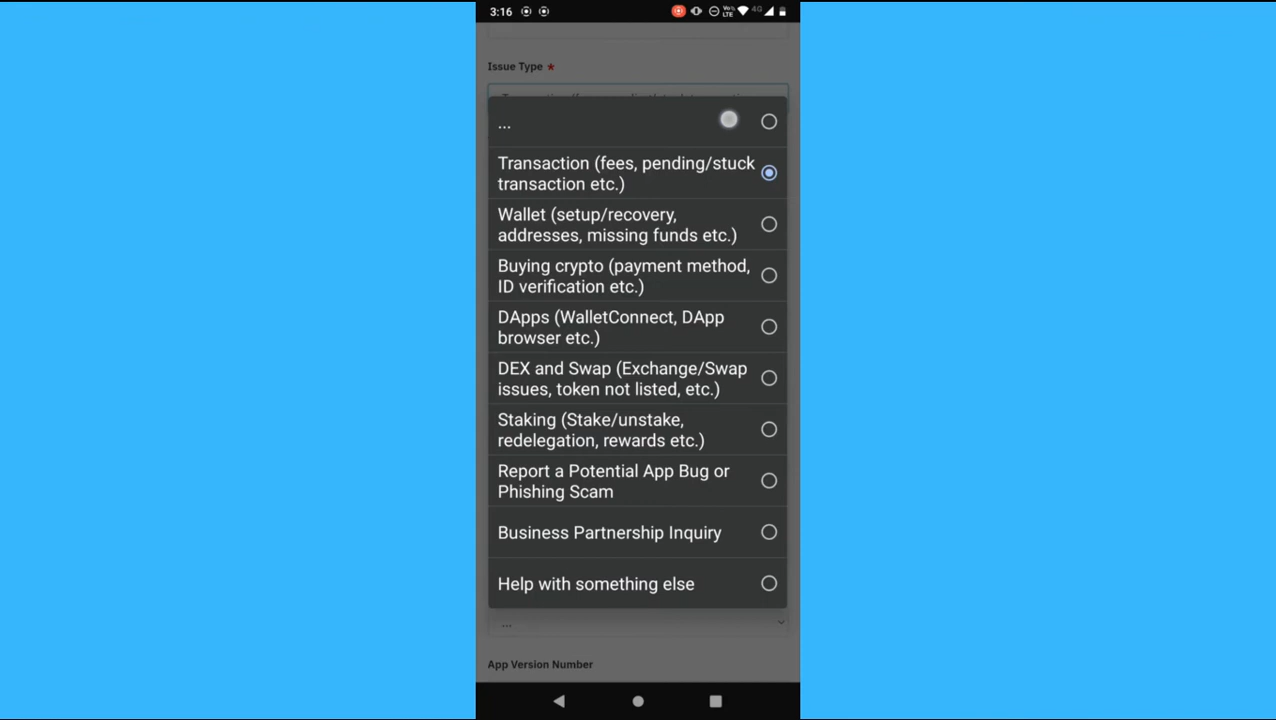 3:16
Vo)
LTE
4G
Issue Type *
...
Transaction (fees, pending/stuck
transaction etc.)
Wallet (setup/recovery,
addresses, missing funds etc.)
Buying crypto (payment method,
ID verification etc.)
DApps (WalletConnect, DApp
browser etc.)
DEX and Swap (Exchange/Swap
issues, token not listed, etc.)
Staking (Stake/unstake,
redelegation, rewards etc.)
Report a Potential App Bug or
Phishing Scam
Business Partnership Inquiry
Help with something else
...
App Version Number